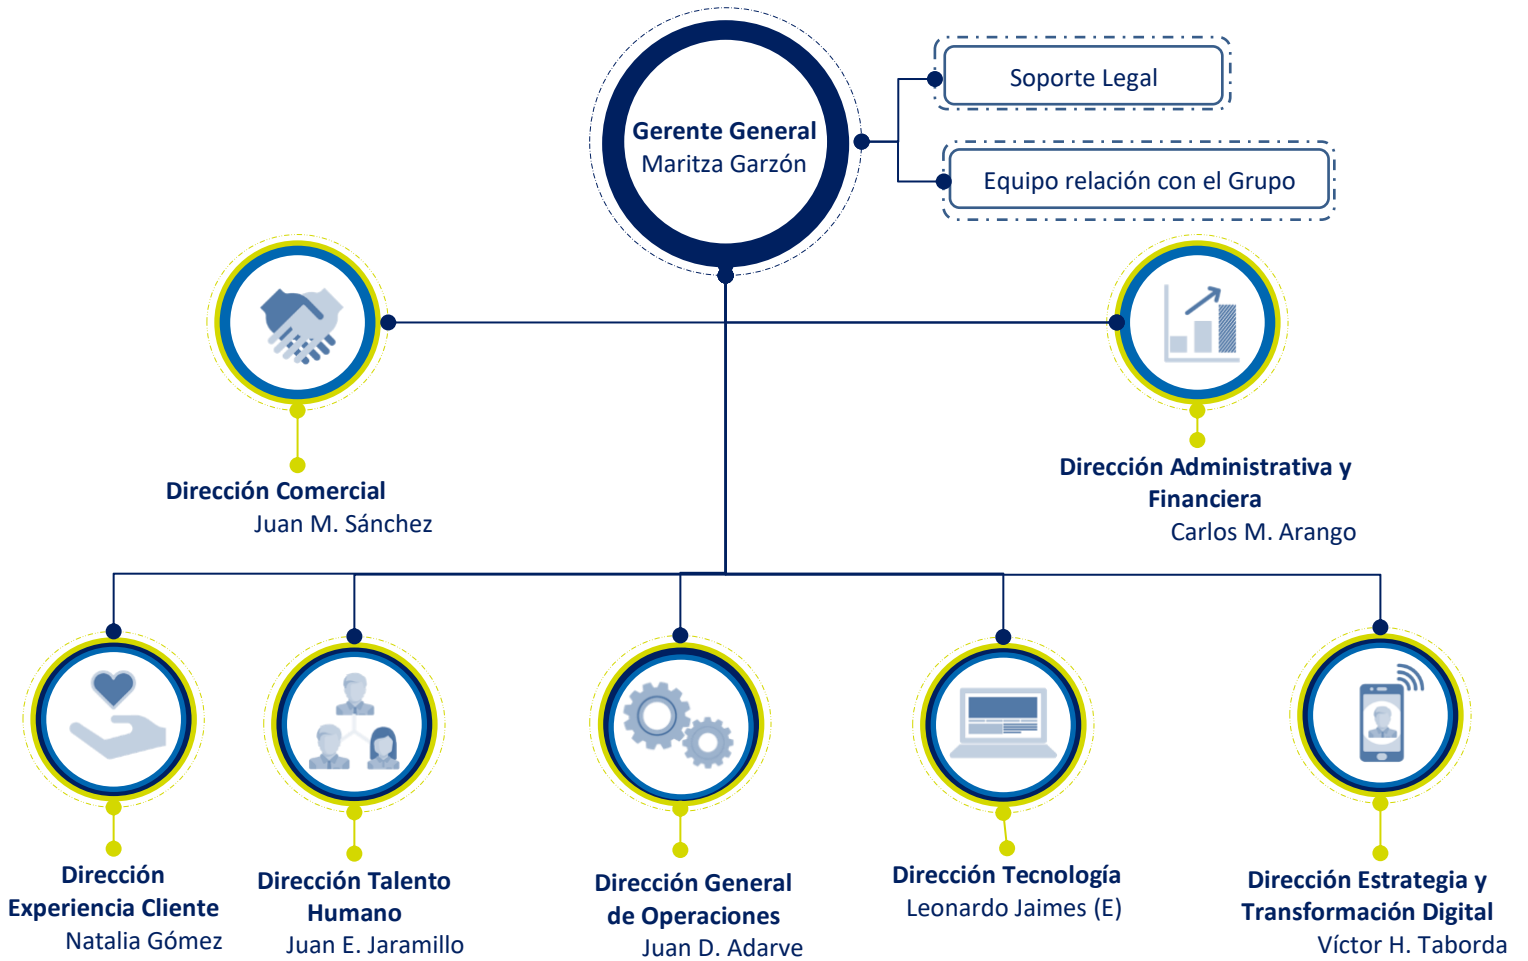 Gerente General
Maritza Garzón
Soporte Legal
Equipo relación con el Grupo
Dirección Comercial
Juan M. Sánchez
Dirección Administrativa y
Financiera
Carlos M. Arango
Dirección
Experiencia Cliente
Natalia Gómez
Dirección Talento
Humano
Juan E. Jaramillo
Dirección General
de Operaciones
Juan D. Adarve
Dirección Tecnología
Leonardo Jaimes (E)
Dirección Estrategia y
Transformación Digital
Víctor H. Taborda